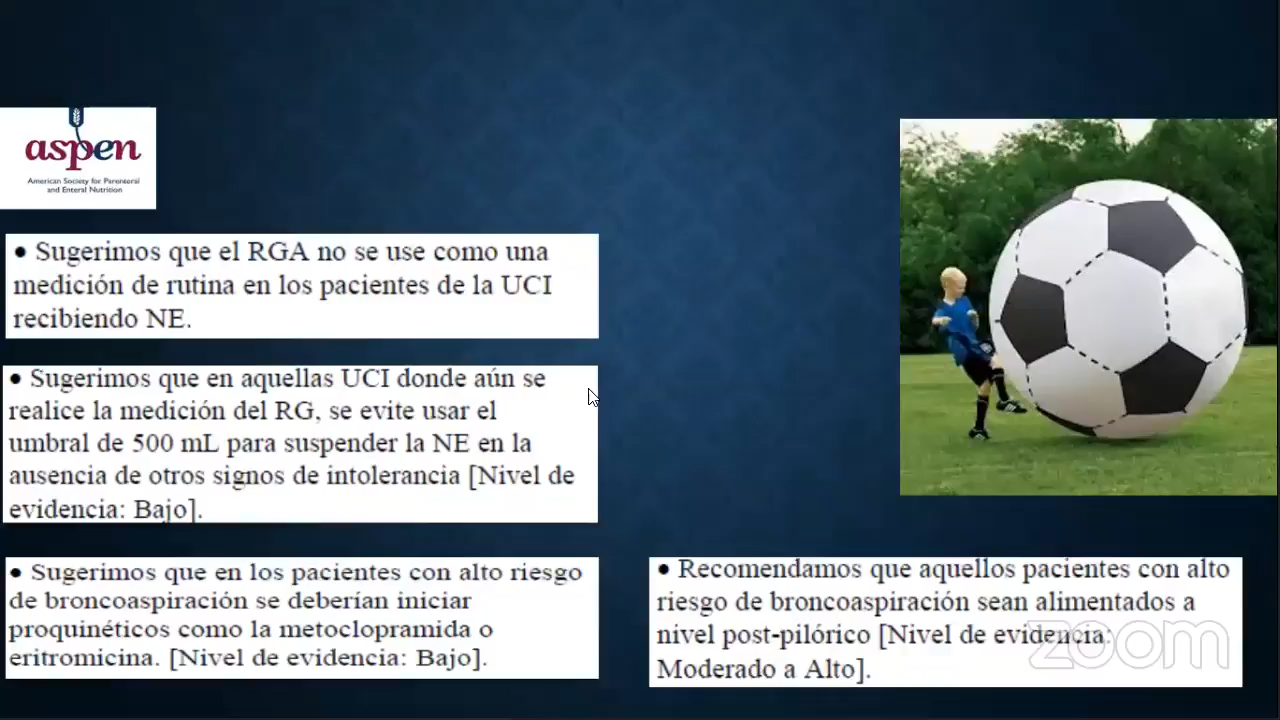 aspen
American Society for Parenteral
and Enteral Nutrition
• Sugerimos que el RGA no se use como una
medición de rutina en los pacientes de la UCI
recibiendo NE.
• Sugerimos que en aquellas UCI donde aún se
realice la medición del RG, se evite usar el
umbral de 500 mL para suspender la NE en la
ausencia de otros signos de intolerancia [Nivel de
evidencia: Bajo].
• Sugerimos que en los pacientes con alto riesgo
de broncoaspiración se deberían iniciar
proquinéticos como la metoclopramida o
eritromicina. [Nivel de evidencia: Bajo].
• Recomendamos que aquellos pacientes con alto
riesgo de broncoaspiración sean alimentados a
nivel post-pilórico [Nivel de evidencia:
Moderado a Alto].
zoom